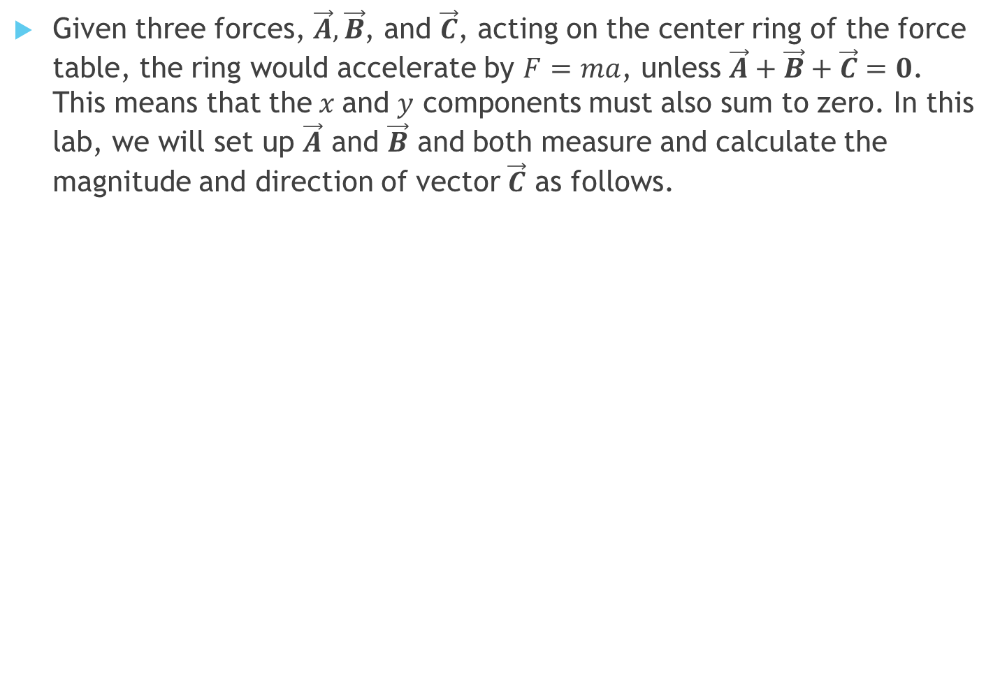 Given three forces, A⃗, B⃗, and C⃗, acting on the center ring of the force
table, the ring would accelerate by F = ma, unless A⃗ + B⃗ + C⃗ = 0.
This means that the x and y components must also sum to zero. In this
lab, we will set up A⃗ and B⃗ and both measure and calculate the
magnitude and direction of vector C⃗ as follows.